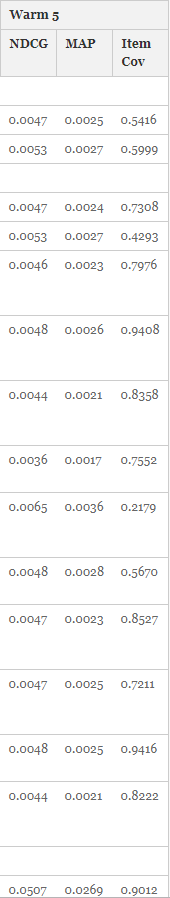 Warm 5
NDCG MAP Item
Cov
0.0047 0.0025 0.5416
0.0053 0.0027 0.5999
0.0047 0.0024 0.7308
0.0053 0.0027 0.4293
0.0046 0.0023 0.7976
0.0048 0.0026 0.9408
0.0044 0.0021 0.8358
0.0036 0.0017 0.7552
0.0065 0.0036 0.2179
0.0048 0.0028 0.5670
0.0047 0.0023 0.8527
0.0047 0.0025 0.7211
0.0048 0.0025 0.9416
0.0044 0.0021 0.8222
0.0507 0.0269 0.9012